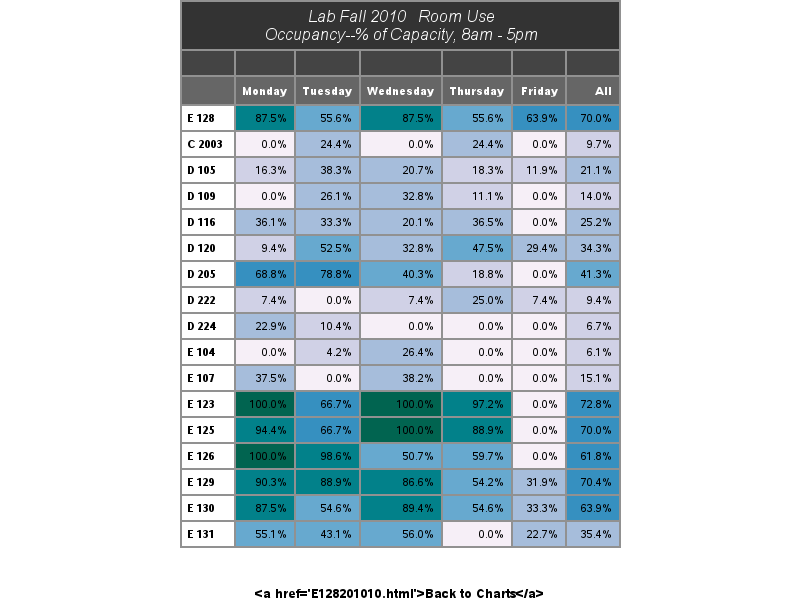 Lab Fall 2010 Room Use
Occupancy--% of Capacity, 8am - 5pm
Monday Tuesday Wednesday Thursday Friday All
E 128 87.5% 55.6% 87.5% 55.6% 63.9% 70.0%
C 2003 0.0% 24.4% 0.0% 24.4% 0.0% 9.7%
D 105 16.3% 38.3% 20.7% 18.3% 11.9% 21.1%
D 109 0.0% 26.1% 32.8% 11.1% 0.0% 14.0%
D 116 36.1% 33.3% 20.1% 36.5% 0.0% 25.2%
D 120 9.4% 52.5% 32.8% 47.5% 29.4% 34.3%
D 205 68.8% 78.8% 40.3% 18.8% 0.0% 41.3%
D 222 7.4% 0.0% 7.4% 25.0% 7.4% 9.4%
D 224 22.9% 10.4% 0.0% 0.0% 0.0% 6.7%
E 104 0.0% 4.2% 26.4% 0.0% 0.0% 6.1%
E 107 37.5% 0.0% 38.2% 0.0% 0.0% 15.1%
E 123 100.0% 66.7% 100.0% 97.2% 0.0% 72.8%
E 125 94.4% 66.7% 100.0% 88.9% 0.0% 70.0%
E 126 100.0% 98.6% 50.7% 59.7% 0.0% 61.8%
E 129 90.3% 88.9% 86.6% 54.2% 31.9% 70.4%
E 130 87.5% 54.6% 89.4% 54.6% 33.3% 63.9%
E 131 55.1% 43.1% 56.0% 0.0% 22.7% 35.4%
<a href='E128201010.html'>Back to Charts</a>